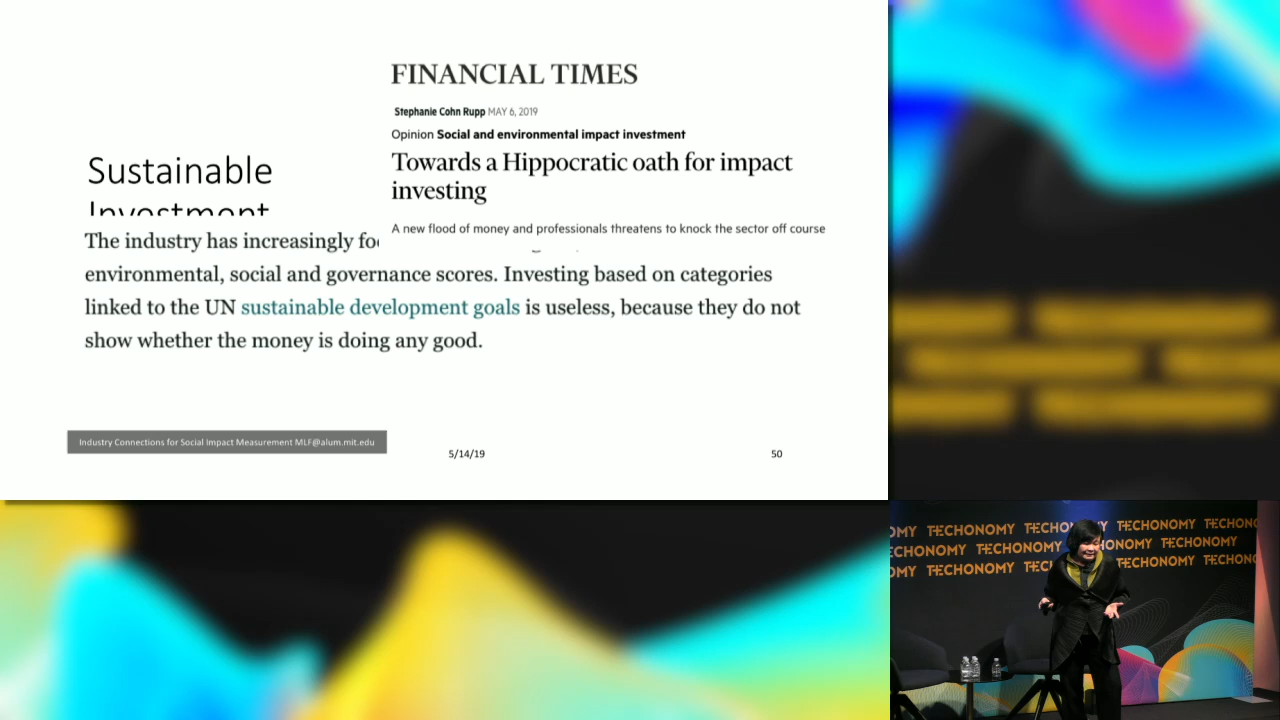 FINANCIAL TIMES
Stephanie Cohn Rupp MAY 6, 2019
Opinion Social and environmental impact investment
Towards a Hippocratic oath for impact
investing
A new flood of money and professionals threatens to knock the sector off course
Sustainable
Investment
The industry has increasingly
environmental, social and governance scores. Investing based on categories
linked to the UN sustainable development goals is useless, because they do not
show whether the money is doing any good.
Industry Connections for Social Impact Measurement MLF@alum.mit.edu
5/14/19
50
TECHONOMY TECHONOMY
TECHONOMY TECHONOMY
TECHONOMY